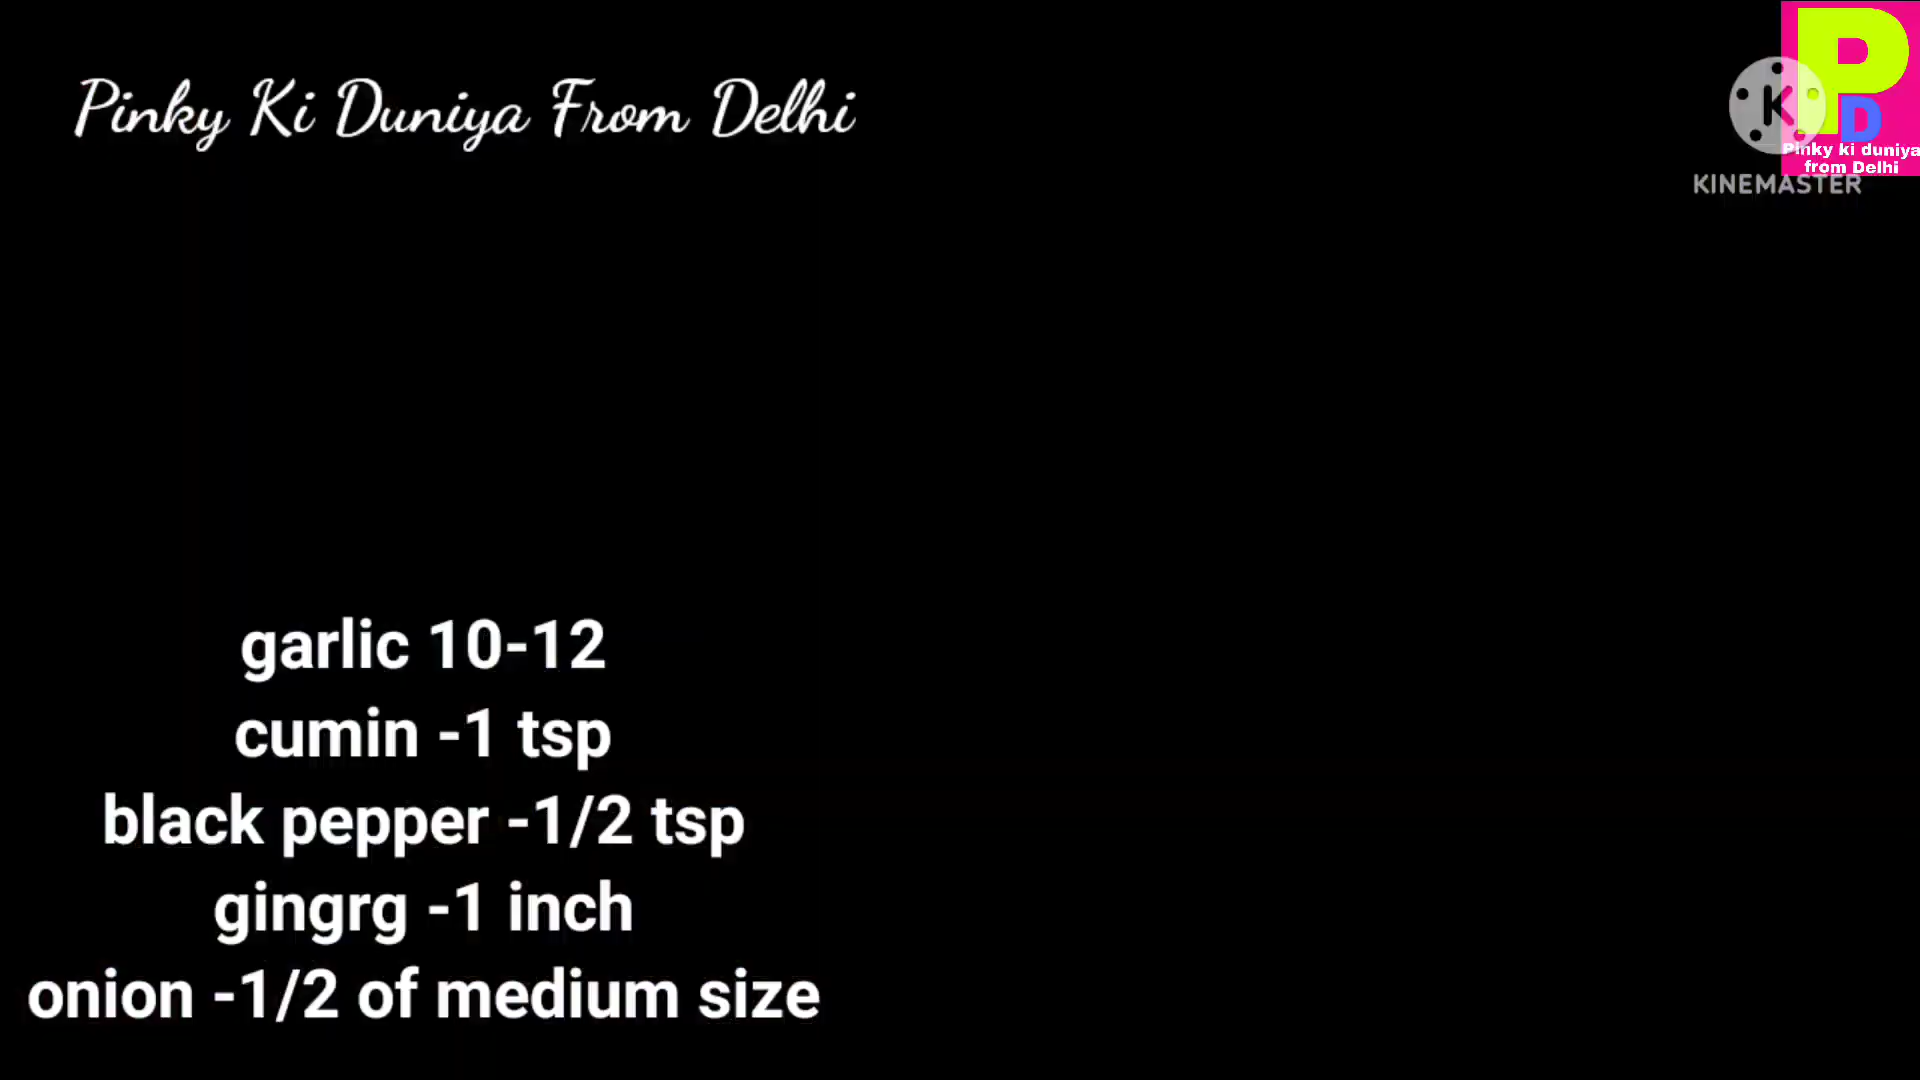 Pinky Ki Duniya From Delhi
P
D
K
Pinky ki duniya
from Delhi
KINEMASTER
garlic 10-12
cumin -1 tsp
black pepper -1/2 tsp
gingrg -1 inch
onion -1/2 of medium size